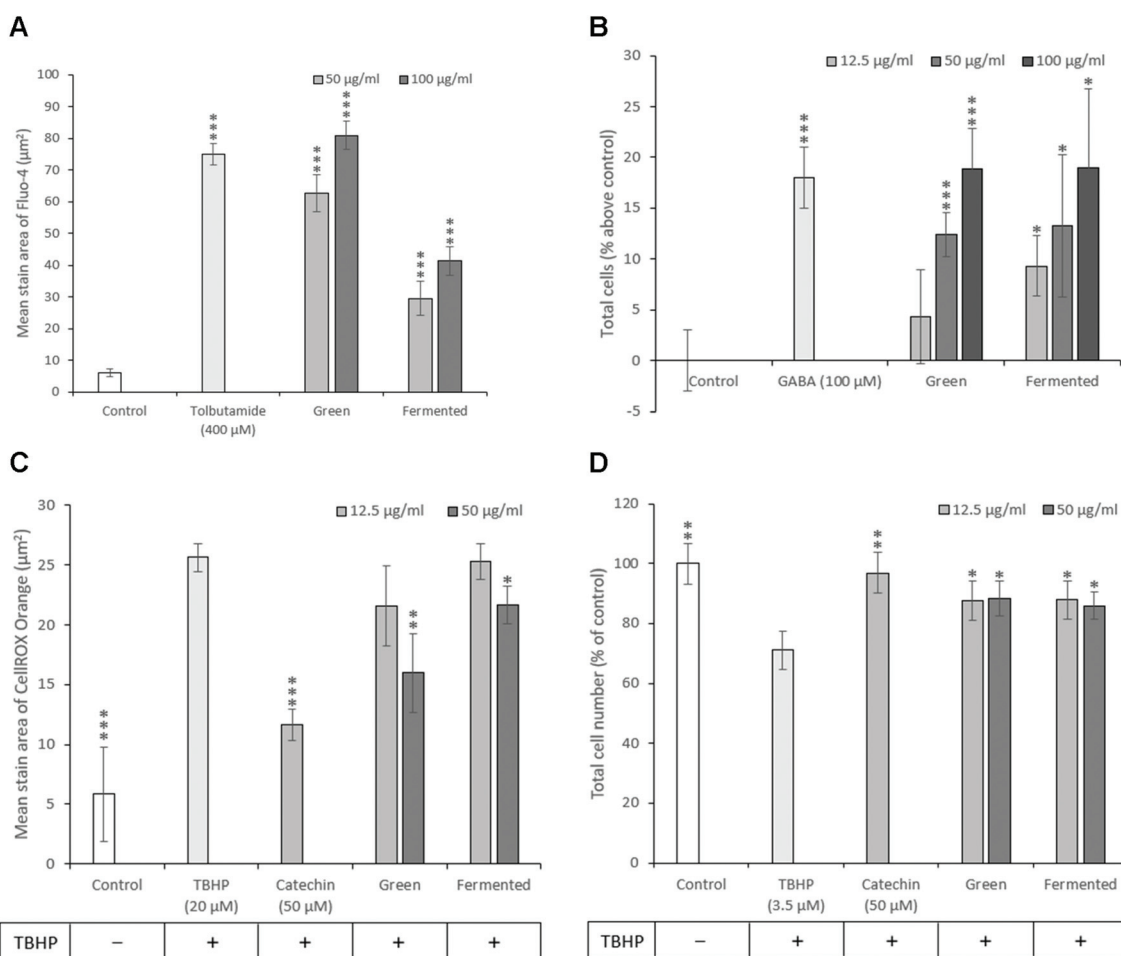 A
Mean stain area of Fluo-4 (µm²)
50 µg/ml 100 µg/ml
100
90
80
70
60
50
40
30
20
10
0
***
***
***
***
***
Control Tolbutamide Green Fermented
(400 µM)
B
Total cells (% above control)
12.5 µg/ml 50 µg/ml 100 µg/ml
30
25
20
15
10
5
0
-5
***
***
***
*
*
*
Control GABA (100 µM) Green Fermented
C
Mean stain area of CellROX Orange (µm²)
12.5 µg/ml 50 µg/ml
30
25
20
15
10
5
0
***
***
**
*
Control TBHP Catechin Green Fermented
(20 µM) (50 µM)
TBHP – + + + +
D
Total cell number (% of control)
12.5 µg/ml 50 µg/ml
120
100
80
60
40
20
0
**
**
*
*
*
*
Control TBHP Catechin Green Fermented
(3.5 µM) (50 µM)
TBHP – + + + +